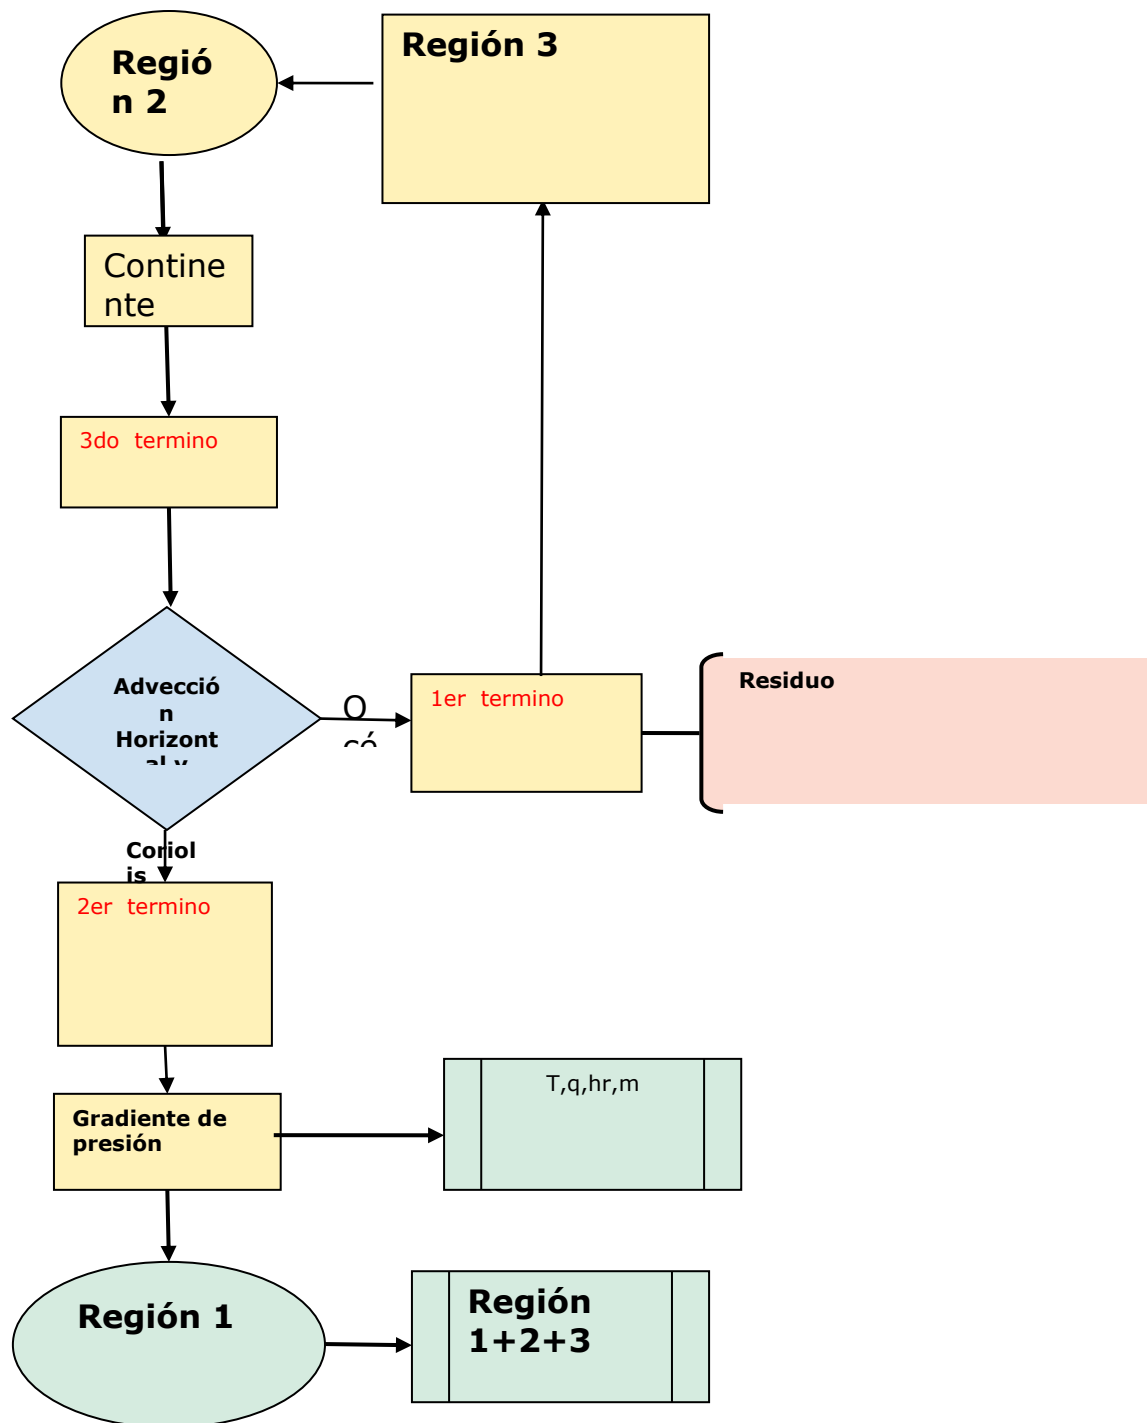 Regió
n 2
Región 3
Contine
nte
3do termino
Advecció
n
Horizont
al y
O
1er termino
Residuo
Coriol
is
2er termino
Gradiente de
presión
T,q,hr,m
Región 1
Región
1+2+3